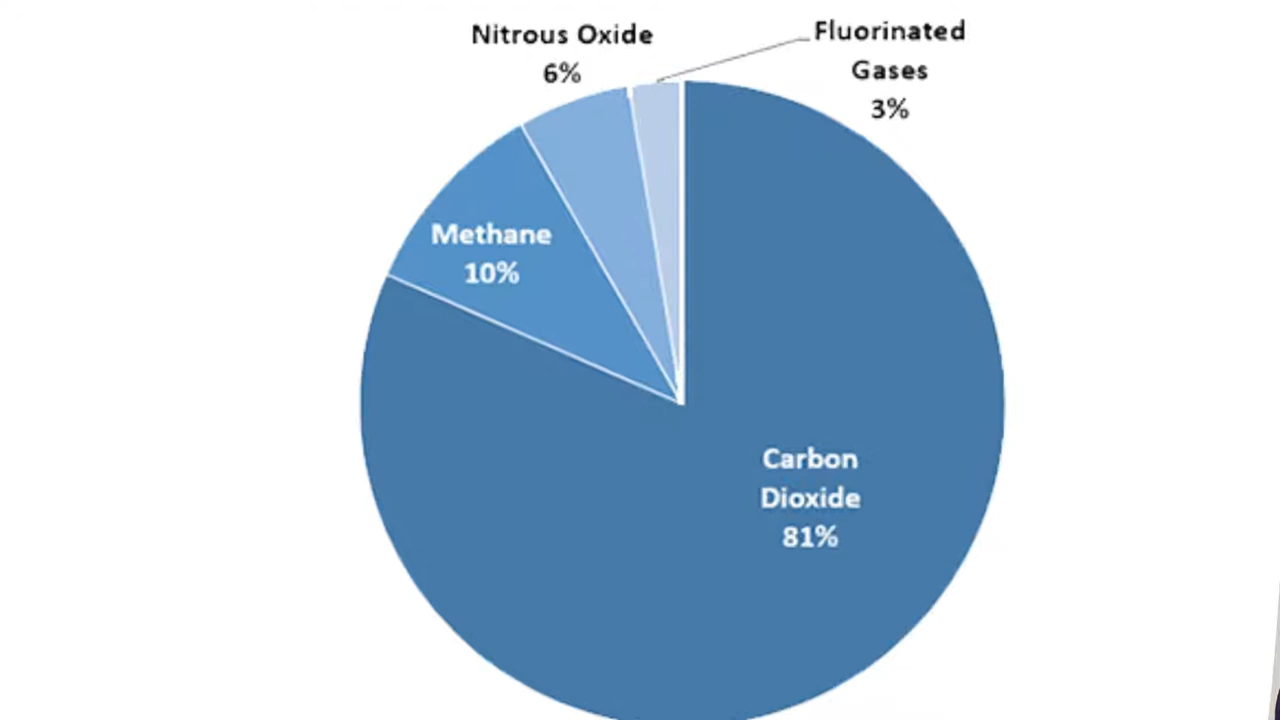 Nitrous Oxide
6%
Fluorinated
Gases
3%
Methane
10%
Carbon
Dioxide
81%